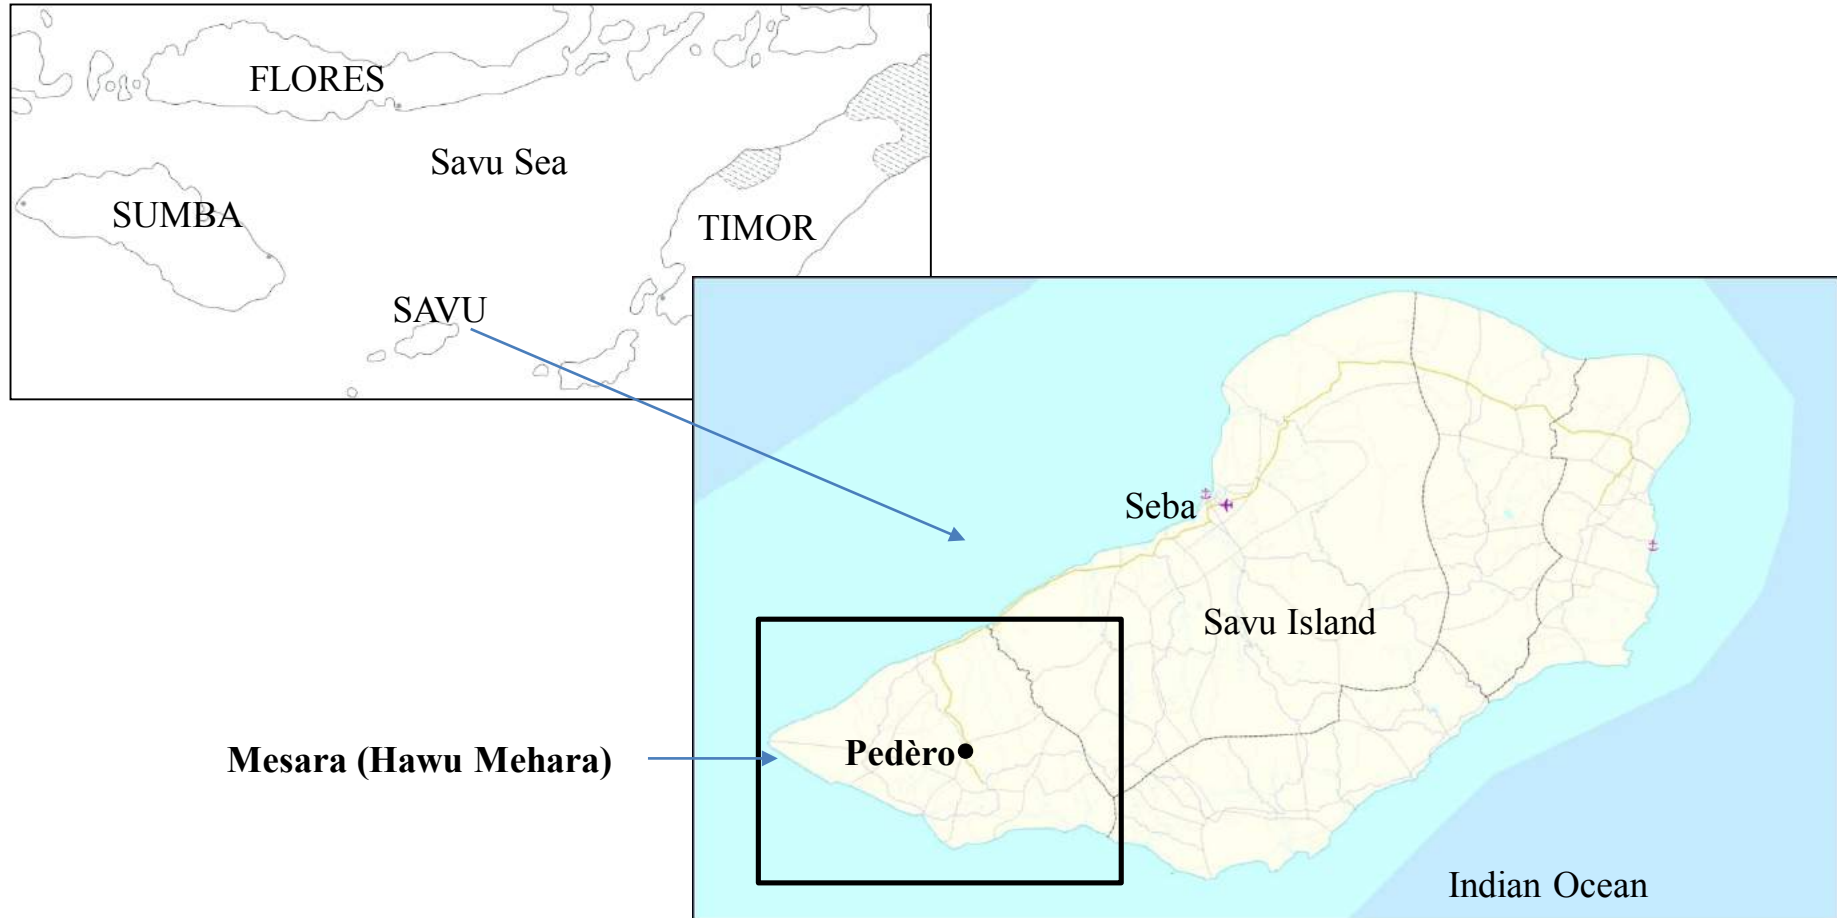 FLORES
Savu Sea
SUMBA
TIMOR
SAVU
Seba
Savu Island
Mesara (Hawu Mehara)
Pedèro
Indian Ocean